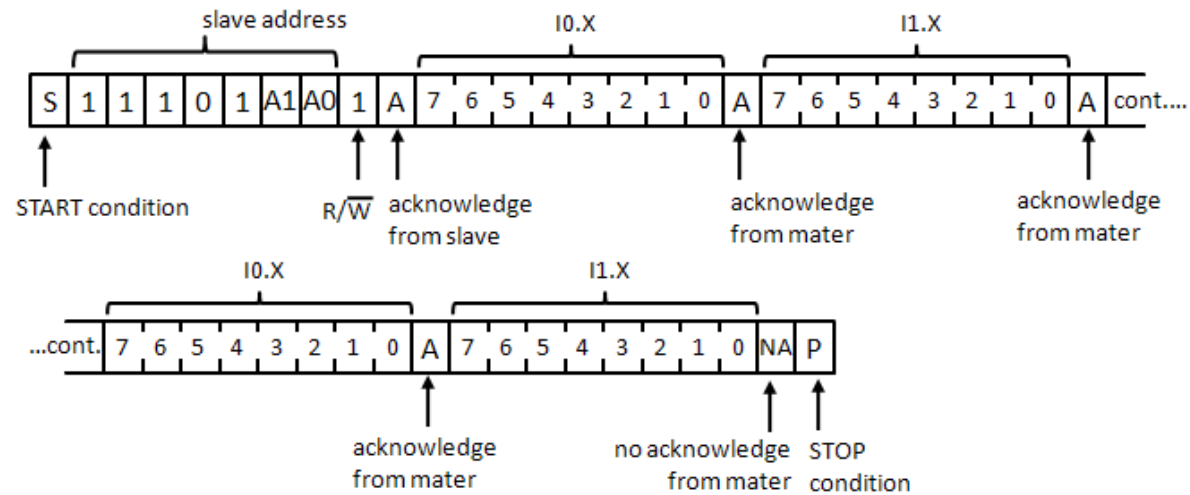 slave address I0.X I1.X
S 1 1 1 0 1 A1 A0 1 A 7 6 5 4 3 2 1 0 A 7 6 5 4 3 2 1 0 A cont....
START condition R/W̅ acknowledge acknowledge acknowledge
from slave from mater from mater
I0.X I1.X
...cont. 7 6 5 4 3 2 1 0 A 7 6 5 4 3 2 1 0 NA P
acknowledge no acknowledge STOP
from mater from mater condition